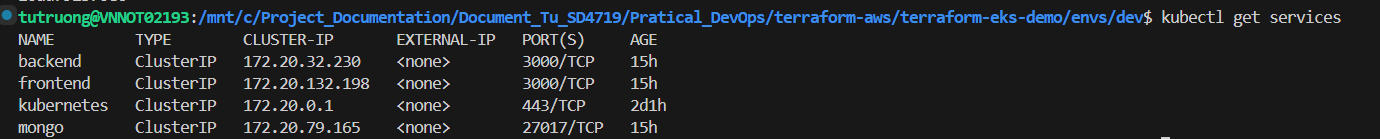 tutruong@VNNOT02193:/mnt/c/Project_Documentation/Document_Tu_SD4719/Pratical_DevOps/terraform-aws/terraform-eks-demo/envs/dev$ kubectl get services
NAME TYPE CLUSTER-IP EXTERNAL-IP PORT(S) AGE
backend ClusterIP 172.20.32.230 <none> 3000/TCP 15h
frontend ClusterIP 172.20.132.198 <none> 3000/TCP 15h
kubernetes ClusterIP 172.20.0.1 <none> 443/TCP 2d1h
mongo ClusterIP 172.20.79.165 <none> 27017/TCP 15h